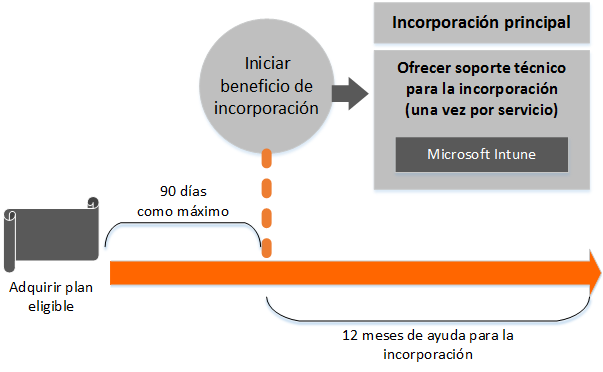 Incorporación principal
Iniciar
beneficio de
incorporación
Ofrecer soporte técnico
para la incorporación
(una vez por servicio)
Microsoft Intune
90 días
como máximo
Adquirir plan
eligible
12 meses de ayuda para la
incorporación